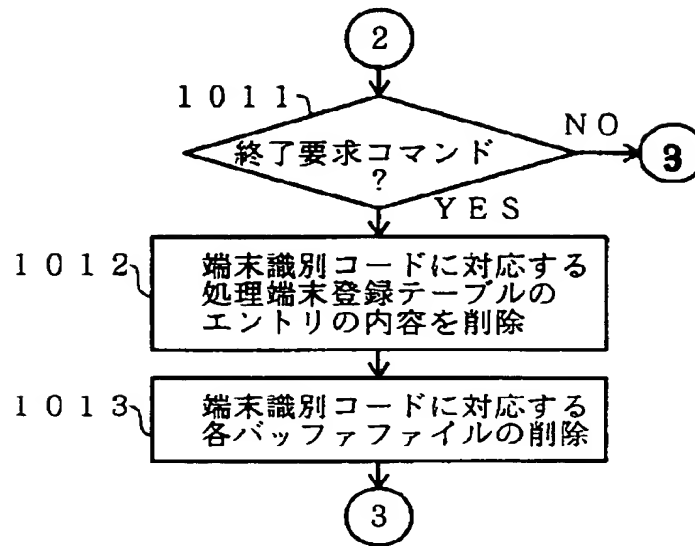 2
1011
終了要求コマンド
?
NO
3
YES
1012
端末識別コードに対応する
処理端末登録テーブルの
エントリの内容を削除
1013
端末識別コードに対応する
各バッファファイルの削除
3